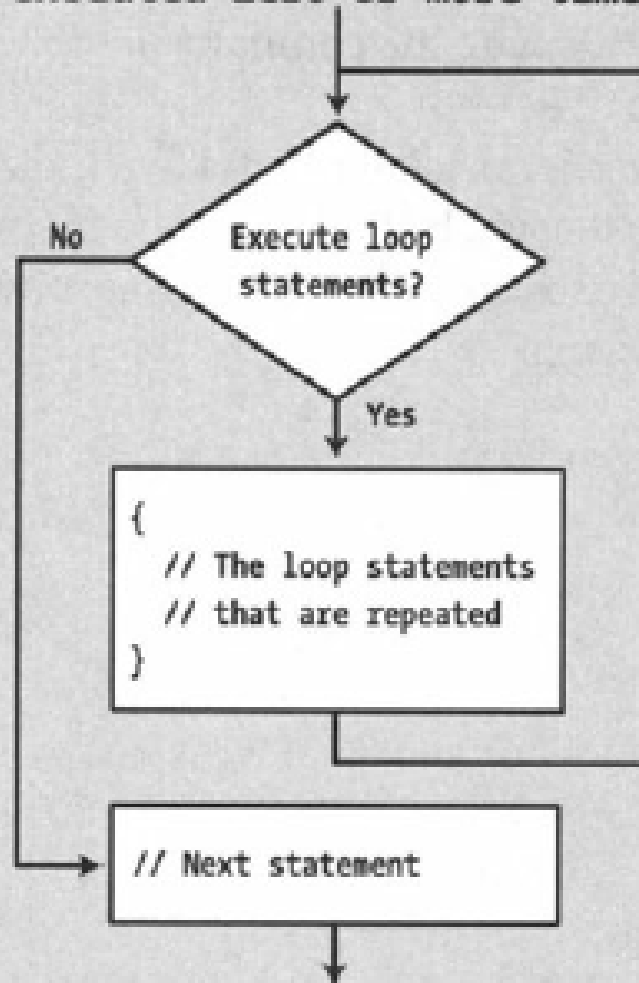 No
Execute loop
statements?
Yes
{
// The loop statements
// that are repeated
}
// Next statement